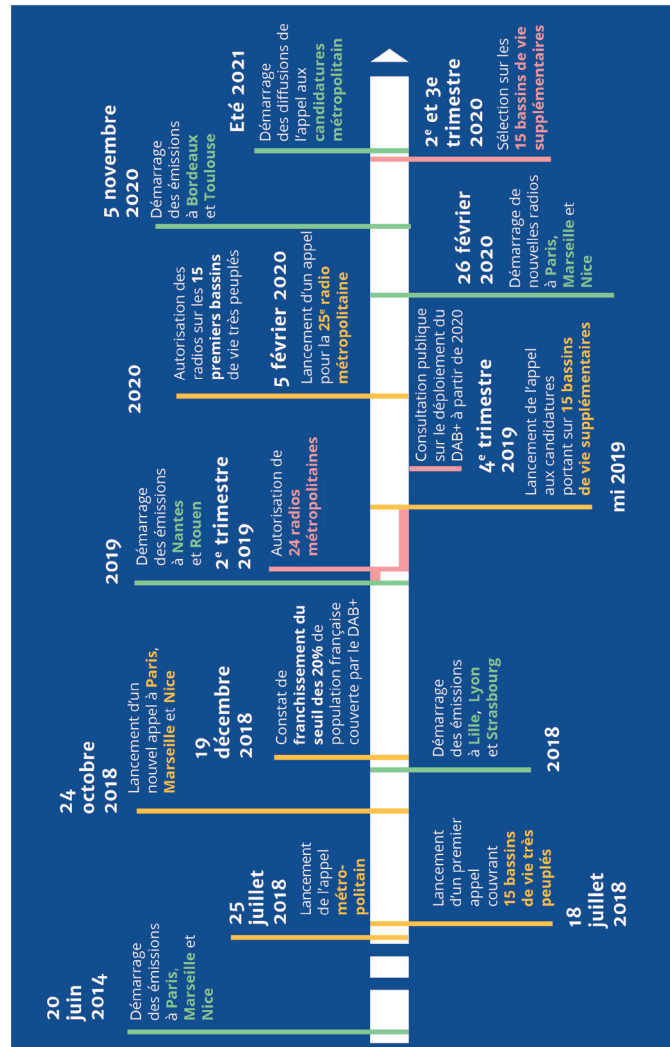 20
juin
2014
Démarrage
des émissions
à Paris,
Marseille et
Nice
25
juillet
2018
Lancement
de l'appel
métro-
politain
Lancement
d'un premier
appel
couvrant
15 bassins
de vie très
peuplés
18
juillet
2018
24
octobre
2018
Lancement d'un
nouvel appel à Paris,
Marseille et Nice
19
décembre
2018
Constat de
franchissement du
seuil des 20% de
population française
couverte par le DAB+
Démarrage
des émissions
à Lille, Lyon
et Strasbourg
2018
2019
Démarrage
des émissions
à Nantes
et Rouen
2e trimestre
2019
Autorisation de
24 radios
métropolitaines
Consultation publique
sur le déploiement du
DAB+ à partir de 2020
4e trimestre
2019
Lancement de l'appel
aux candidatures
portant sur 15 bassins
de vie supplémentaires
mi 2019
2020
Autorisation des
radios sur les 15
premiers bassins
de vie très peuplés
5 février 2020
Lancement d'un appel
pour la 25e radio
métropolitaine
26 février
2020
Démarrage de
nouvelles radios
à Paris,
Marseille et
Nice
5 novembre
2020
Démarrage
des émissions
à Bordeaux
et Toulouse
Eté 2021
Démarrage
des diffusions de
l'appel aux
candidatures
métropolitain
2e et 3e
trimestre
2020
Sélection sur les
15 bassins de vie
supplémentaires